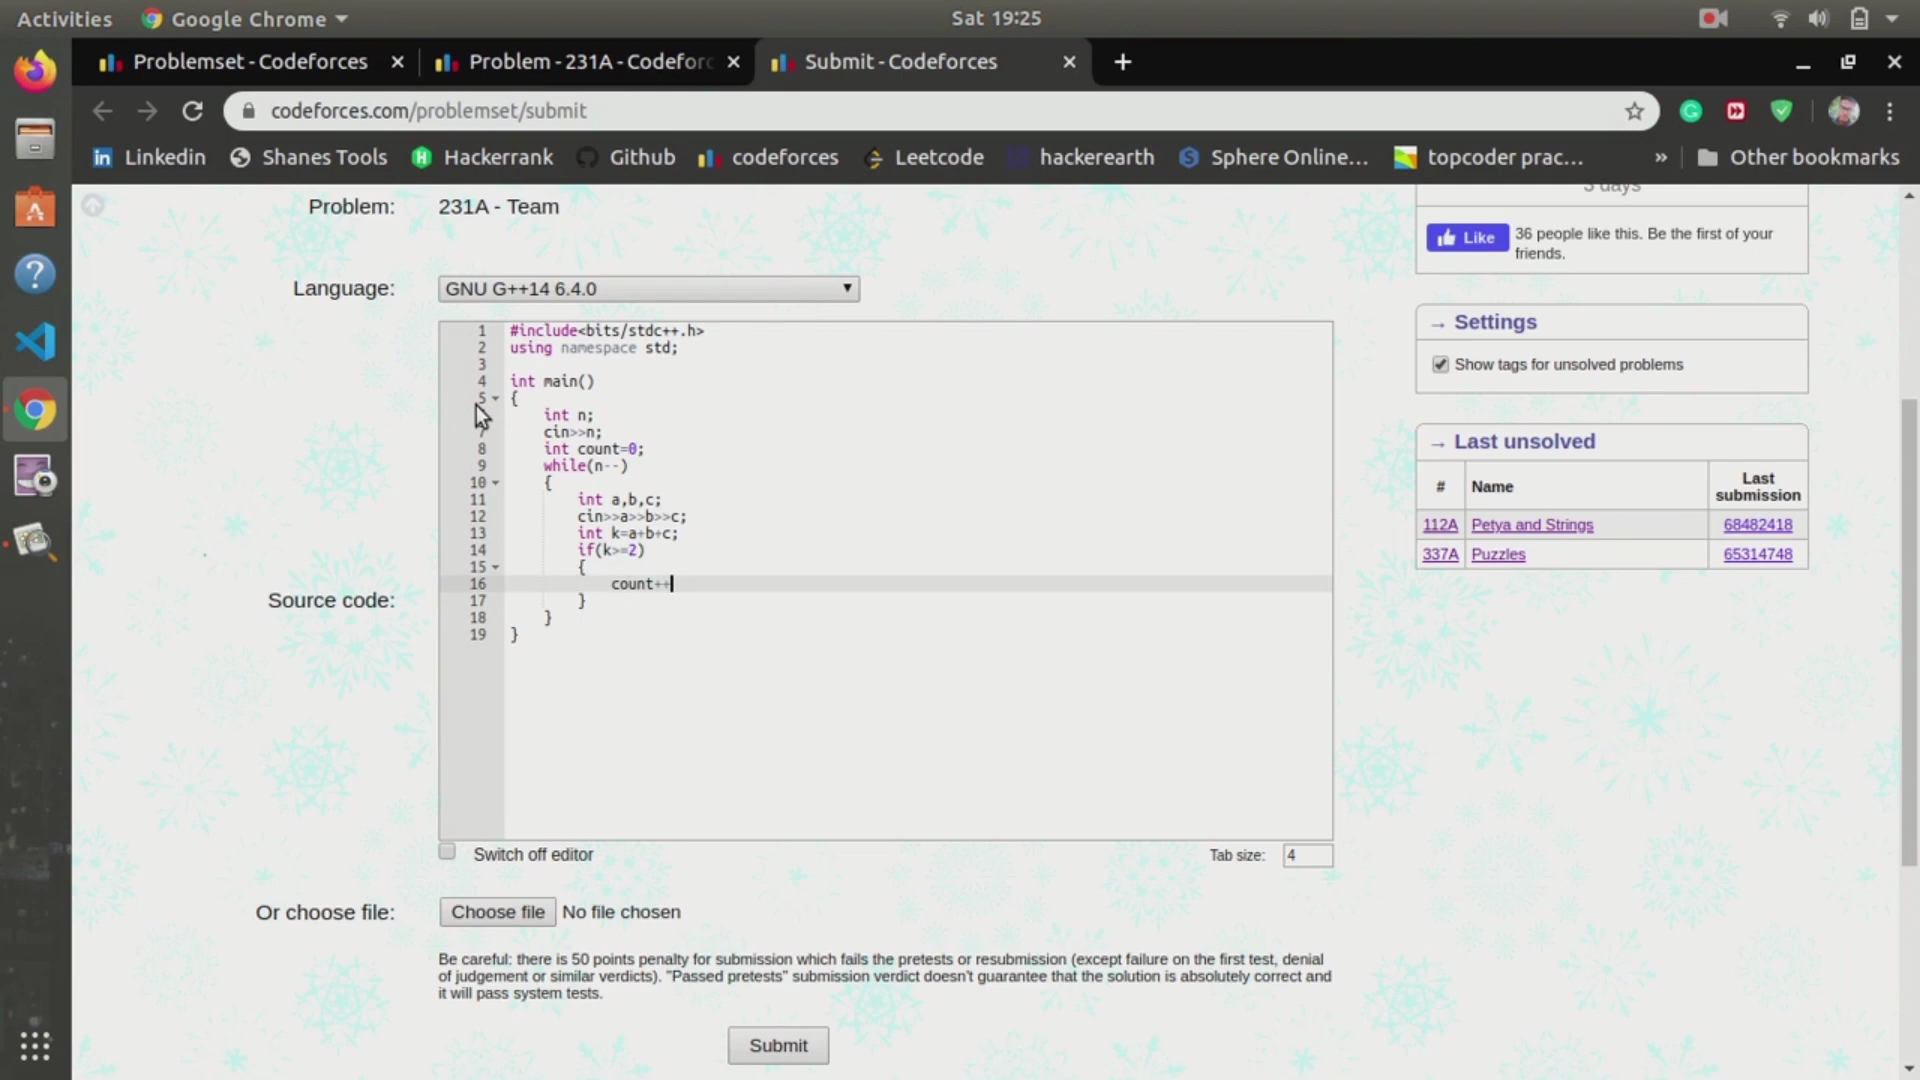 Activities Google Chrome Sat 19:25
Problemset - Codeforces Problem - 231A - Codeforc Submit - Codeforces
codeforces.com/problemset/submit
Linkedin Shanes Tools Hackerrank Github codeforces Leetcode hackerearth Sphere Online... topcoder prac... » Other bookmarks
3 days
Problem: 231A - Team
Like 36 people like this. Be the first of your
friends.
Language: GNU G++14 6.4.0
→ Settings
Show tags for unsolved problems
Source code:
1 #include<bits/stdc++.h>
2 using namespace std;
3
4 int main()
5 {
int n;
7 cin>>n;
8 int count=0;
9 while(n--)
10 {
11 int a,b,c;
12 cin>>a>>b>>c;
13 int k=a+b+c;
14 if(k>=2)
15 {
16 count++
17 }
18 }
19 }
→ Last unsolved
# Name Last
submission
112A Petya and Strings 68482418
337A Puzzles 65314748
Switch off editor Tab size: 4
Or choose file: Choose file No file chosen
Be careful: there is 50 points penalty for submission which fails the pretests or resubmission (except failure on the first test, denial
of judgement or similar verdicts). "Passed pretests" submission verdict doesn't guarantee that the solution is absolutely correct and
it will pass system tests.
Submit